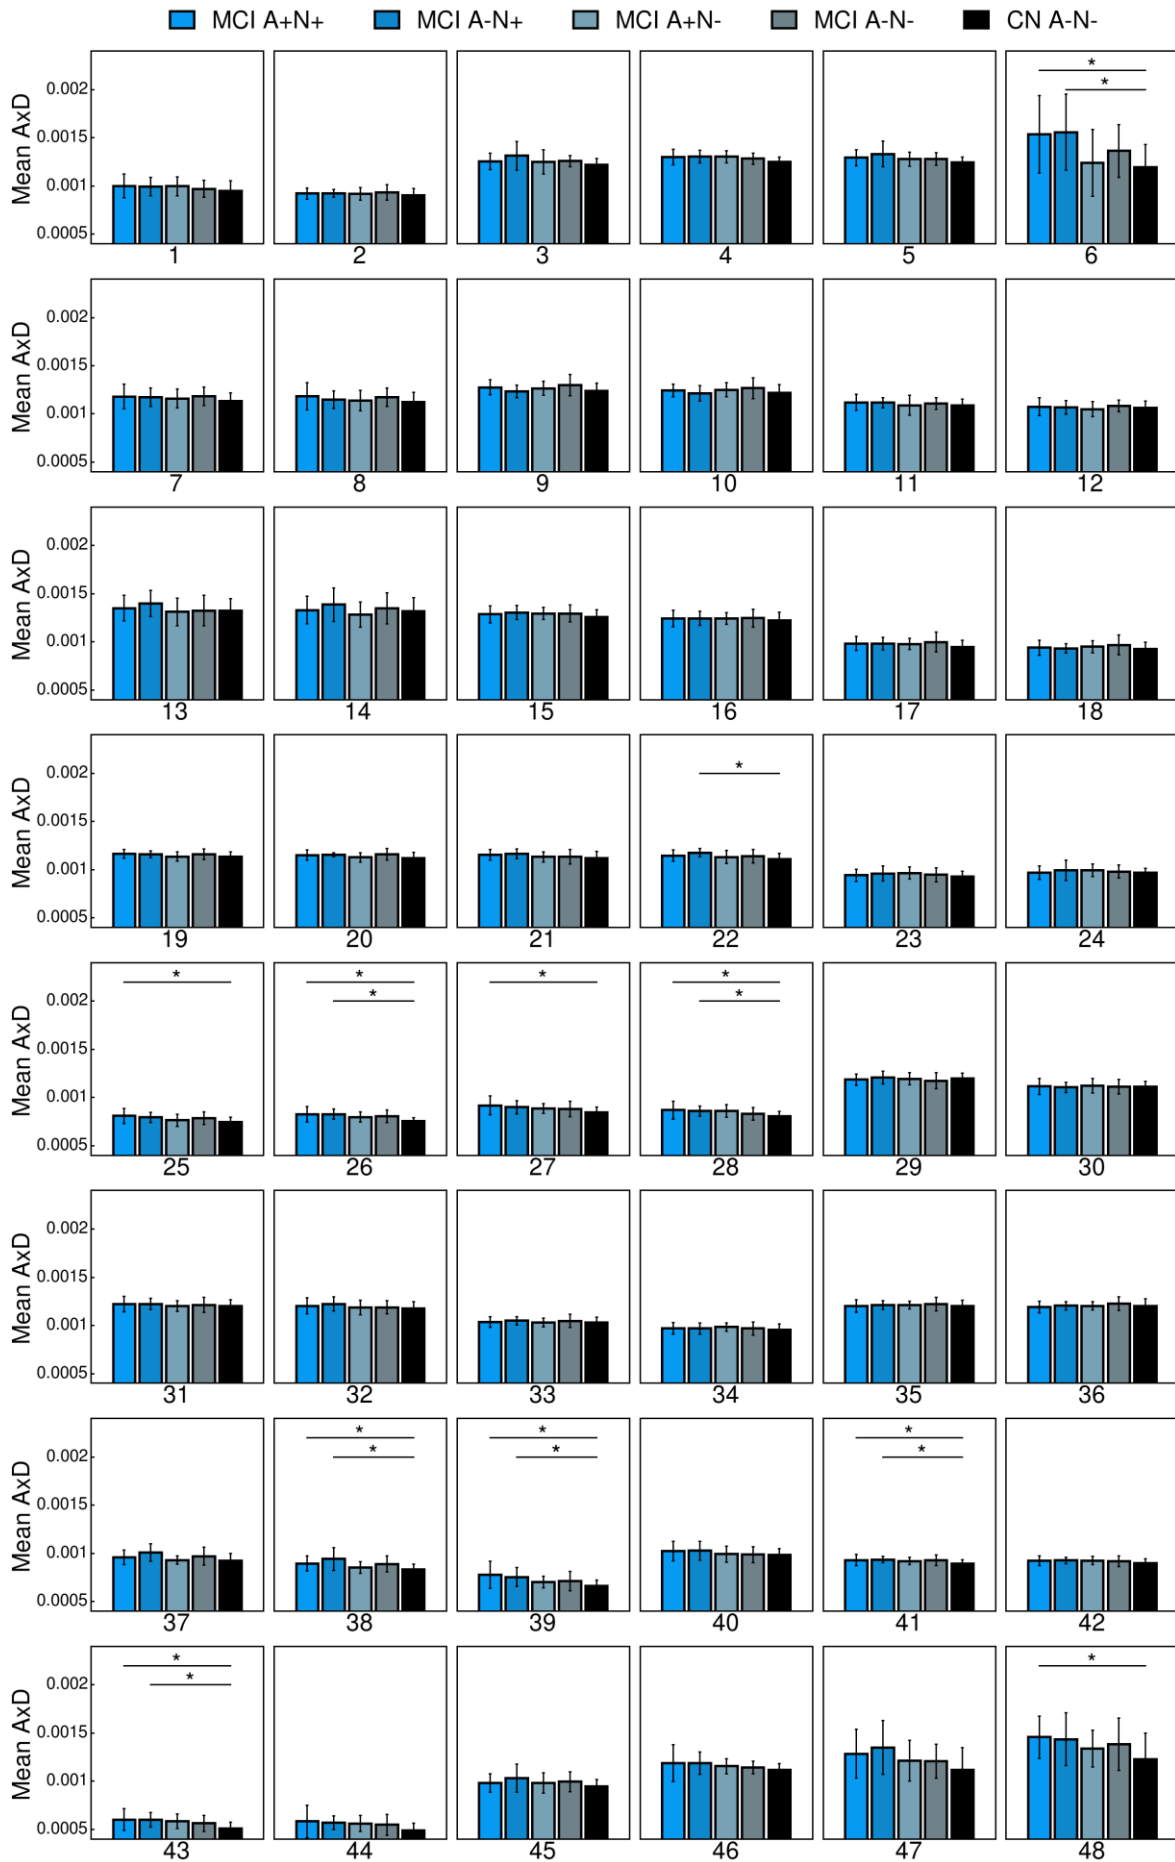 MCI A+N+ MCI A-N+ MCI A+N- MCI A-N- CN A-N-
Mean AxD
0.002
0.0015
0.001
0.0005
* *
1 2 3 4 5 6
Mean AxD
0.002
0.0015
0.001
0.0005
7 8 9 10 11 12
Mean AxD
0.002
0.0015
0.001
0.0005
13 14 15 16 17 18
Mean AxD
0.002
0.0015
0.001
0.0005
*
19 20 21 22 23 24
Mean AxD
0.002
0.0015
0.001
0.0005
* * * * * *
25 26 27 28 29 30
Mean AxD
0.002
0.0015
0.001
0.0005
31 32 33 34 35 36
Mean AxD
0.002
0.0015
0.001
0.0005
* * * * * *
37 38 39 40 41 42
Mean AxD
0.002
0.0015
0.001
0.0005
* * *
43 44 45 46 47 48